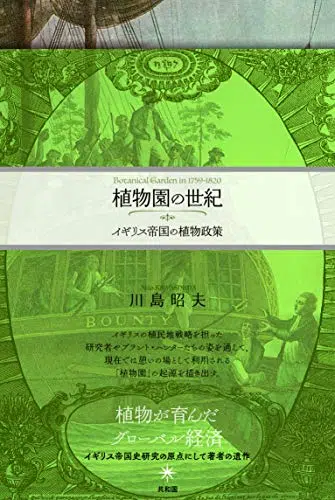 Botanical Garden in 1759-1820
植物園の世紀
イギリス帝国の植物政策
Akio KAWASHIMA
川島昭夫
BOUNTY
イギリスの植民地戦略を担った
研究者やプラント・ハンターたちの姿を通して、
現在では憩いの場として利用される
「植物園」の起源を描き出す。
植物が育んだ
グローバル経済
イギリス帝国史研究の原点にして著者の遺作
共和国